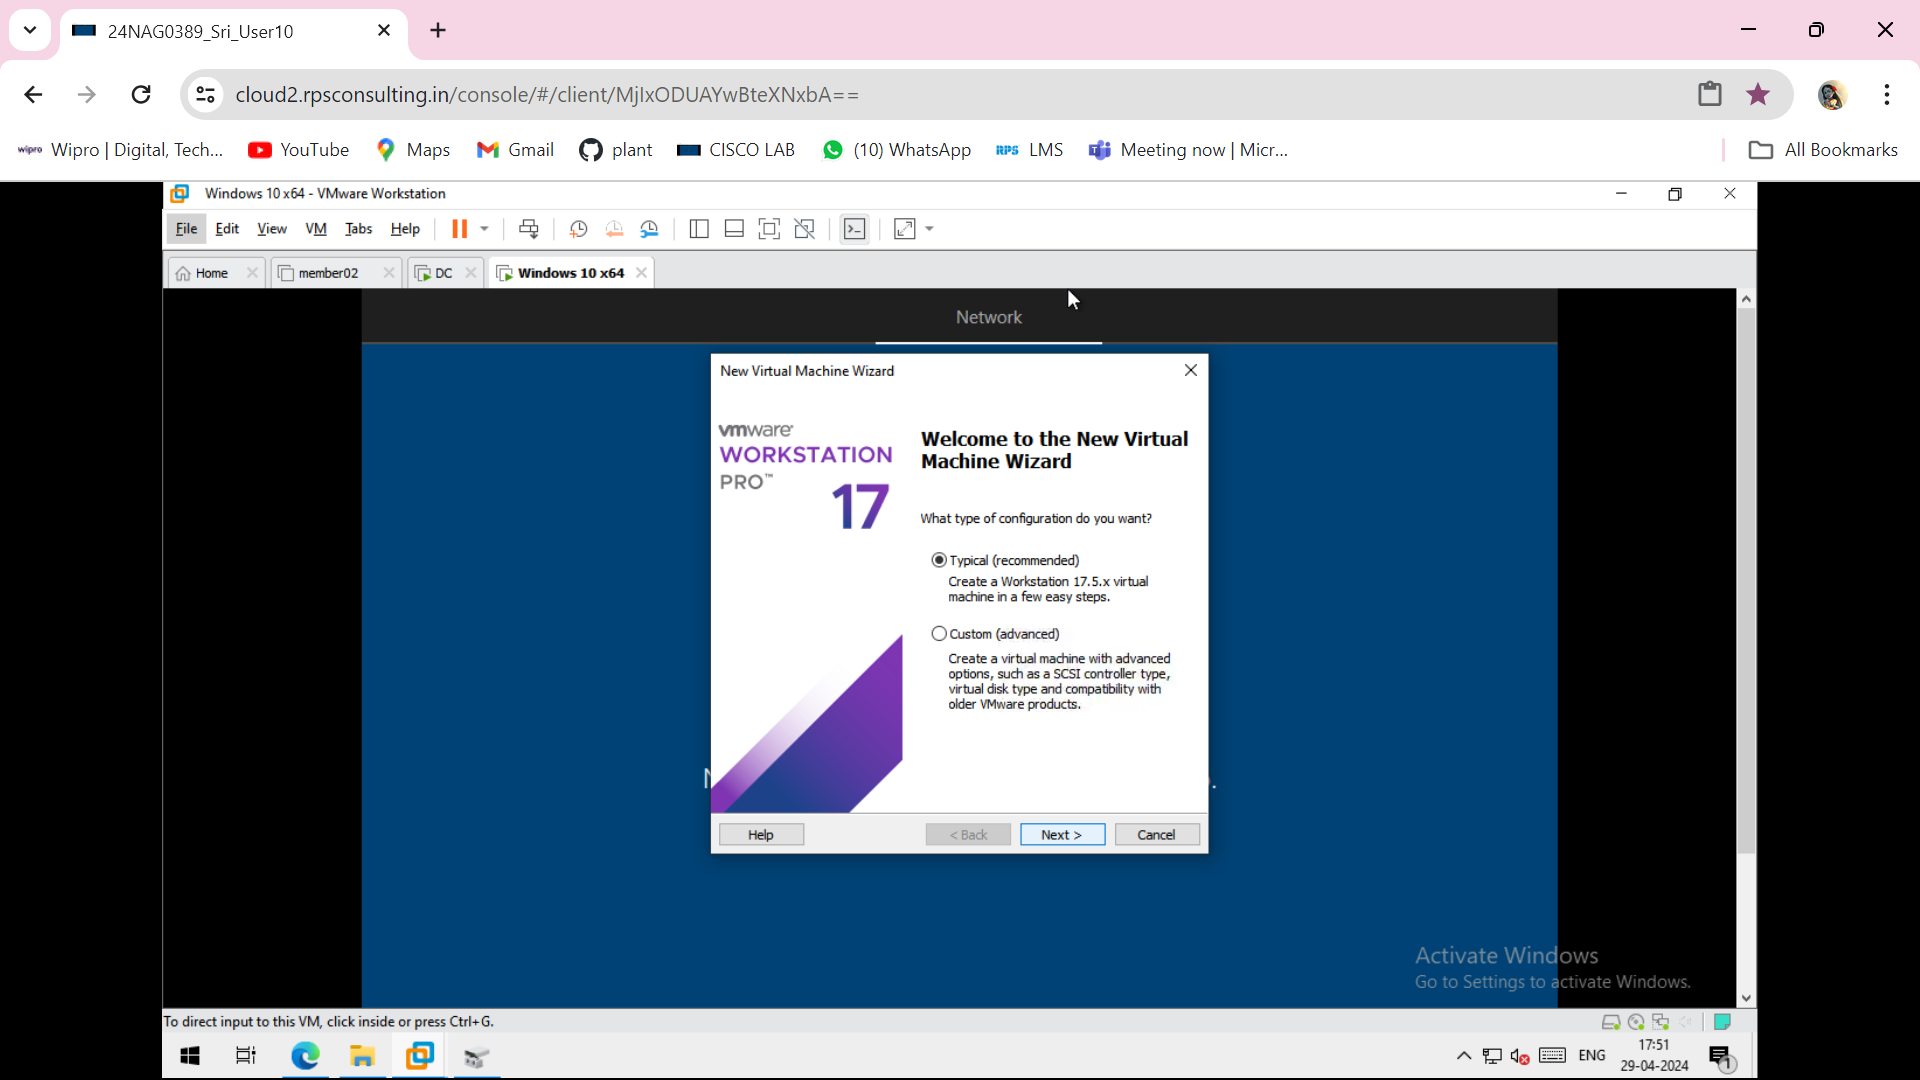 24NAG0389_Sri_User10
cloud2.rpsconsulting.in/console/#/client/MjIxODUAYwBteXNxbA==
wipro Wipro | Digital, Tech... YouTube Maps Gmail plant CISCO LAB (10) WhatsApp RPS LMS Meeting now | Micr... All Bookmarks
Windows 10 x64 - VMware Workstation
File Edit View VM Tabs Help
Home member02 DC Windows 10 x64
Network
New Virtual Machine Wizard
vmware
WORKSTATION
PRO™
17
Welcome to the New Virtual
Machine Wizard
What type of configuration do you want?
Typical (recommended)
Create a Workstation 17.5.x virtual
machine in a few easy steps.
Custom (advanced)
Create a virtual machine with advanced
options, such as a SCSI controller type,
virtual disk type and compatibility with
older VMware products.
Help < Back Next > Cancel
Activate Windows
Go to Settings to activate Windows.
To direct input to this VM, click inside or press Ctrl+G.
ENG
17:51
29-04-2024
1